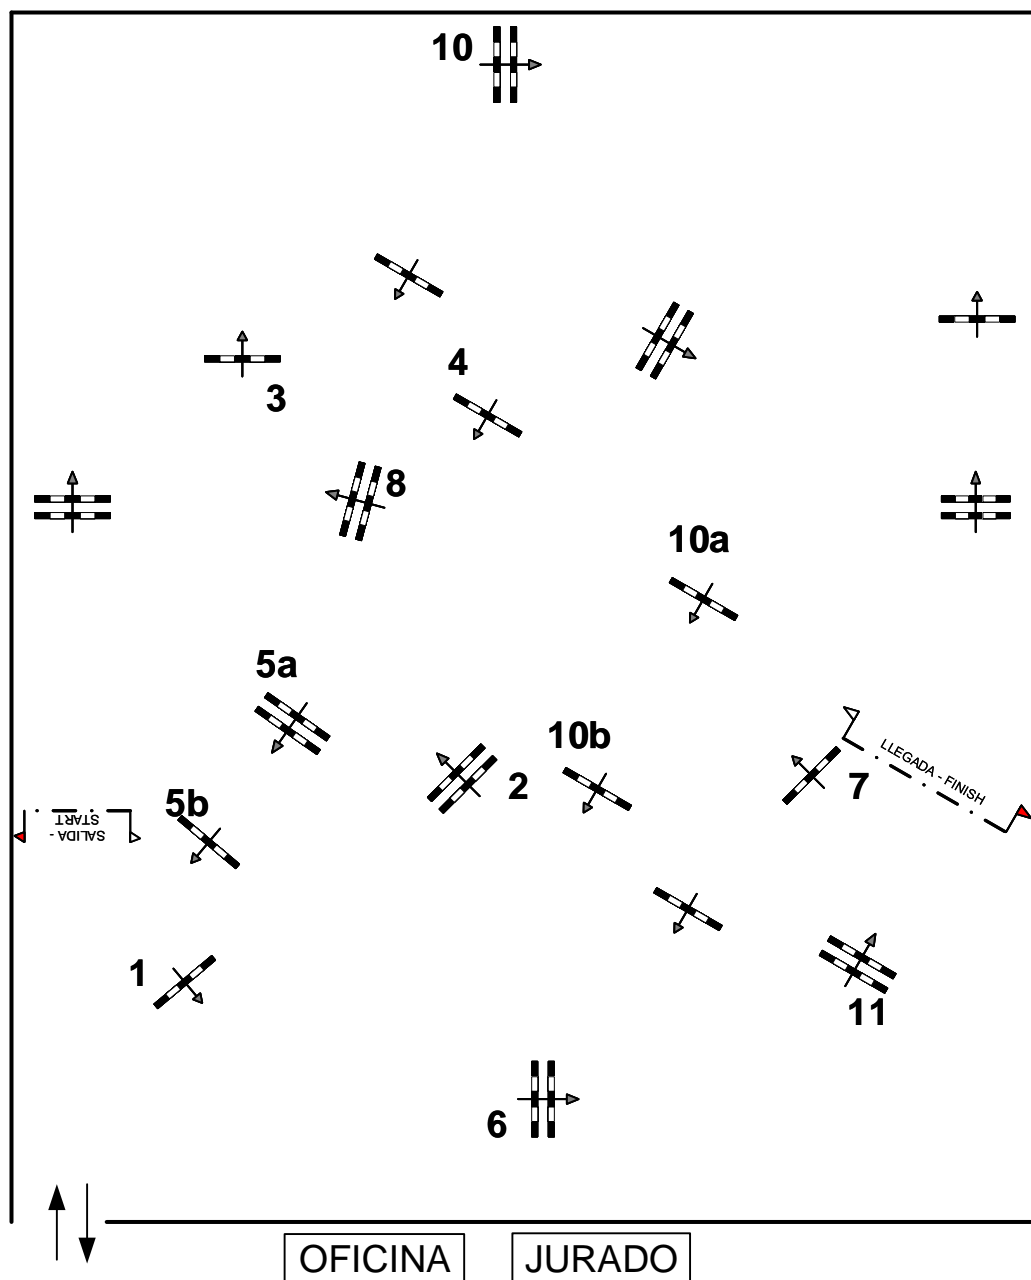 10
4
3
8
10a
5a
10b
2
7
LLEGADA - FINISH
5b
SALIDA -
START
1
11
6
OFICINA
JURADO